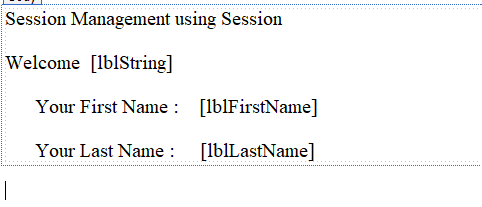 Session Management using Session
Welcome [lblString]
Your First Name : [lblFirstName]
Your Last Name : [lblLastName]